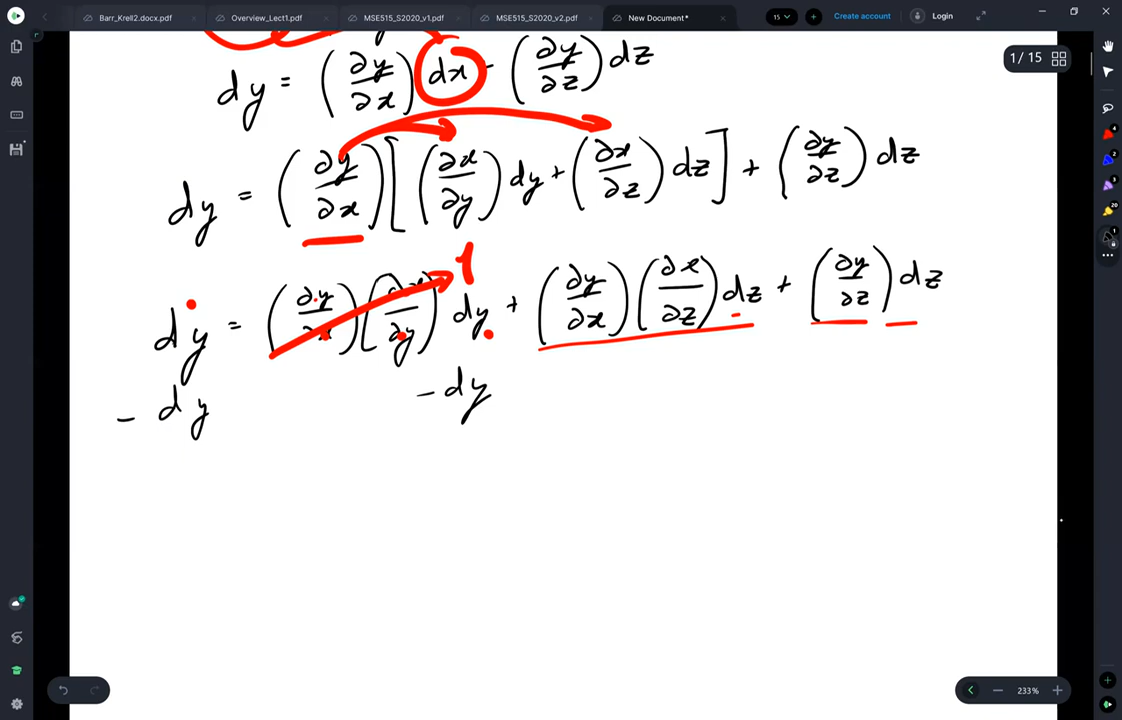 Barr_Krell2.docx.pdf Overview_Lect1.pdf MSE515_S2020_v1.pdf MSE515_S2020_v2.pdf New Document* 15 Create account Login
1 / 15
dy = (∂y/∂x) dx - (∂y/∂z) dz
dy = (∂y/∂x) [(∂x/∂y) dy + (∂x/∂z) dz] + (∂y/∂z) dz
1
dy = (∂y/∂x)(∂x/∂y) dy + (∂y/∂x)(∂x/∂z) dz + (∂y/∂z) dz
- dy - dy
233%